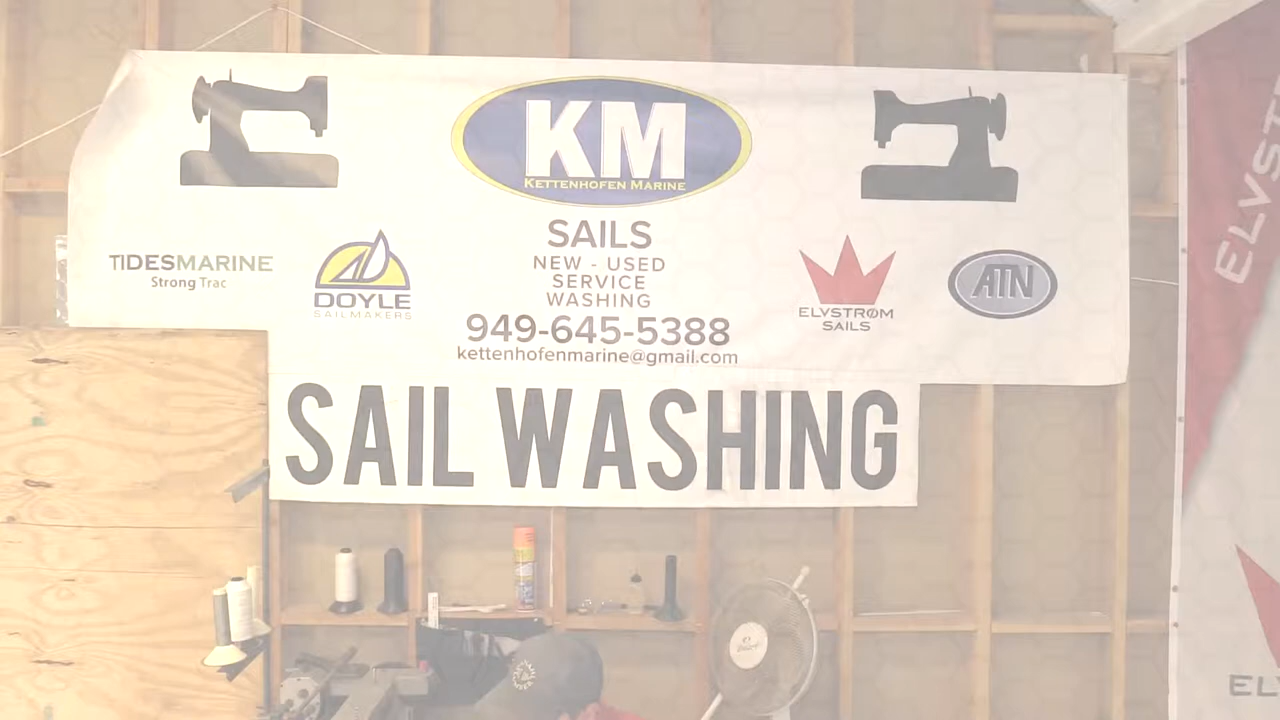 KM
KETTENHOFEN MARINE
SAILS
NEW - USED
SERVICE
WASHING
949-645-5388
kettenhofenmarine@gmail.com
TIDESMARINE
Strong Trac
DOYLE
SAILMAKERS
ELVSTRØM
SAILS
ATN
SAIL WASHING
ELVST
EL